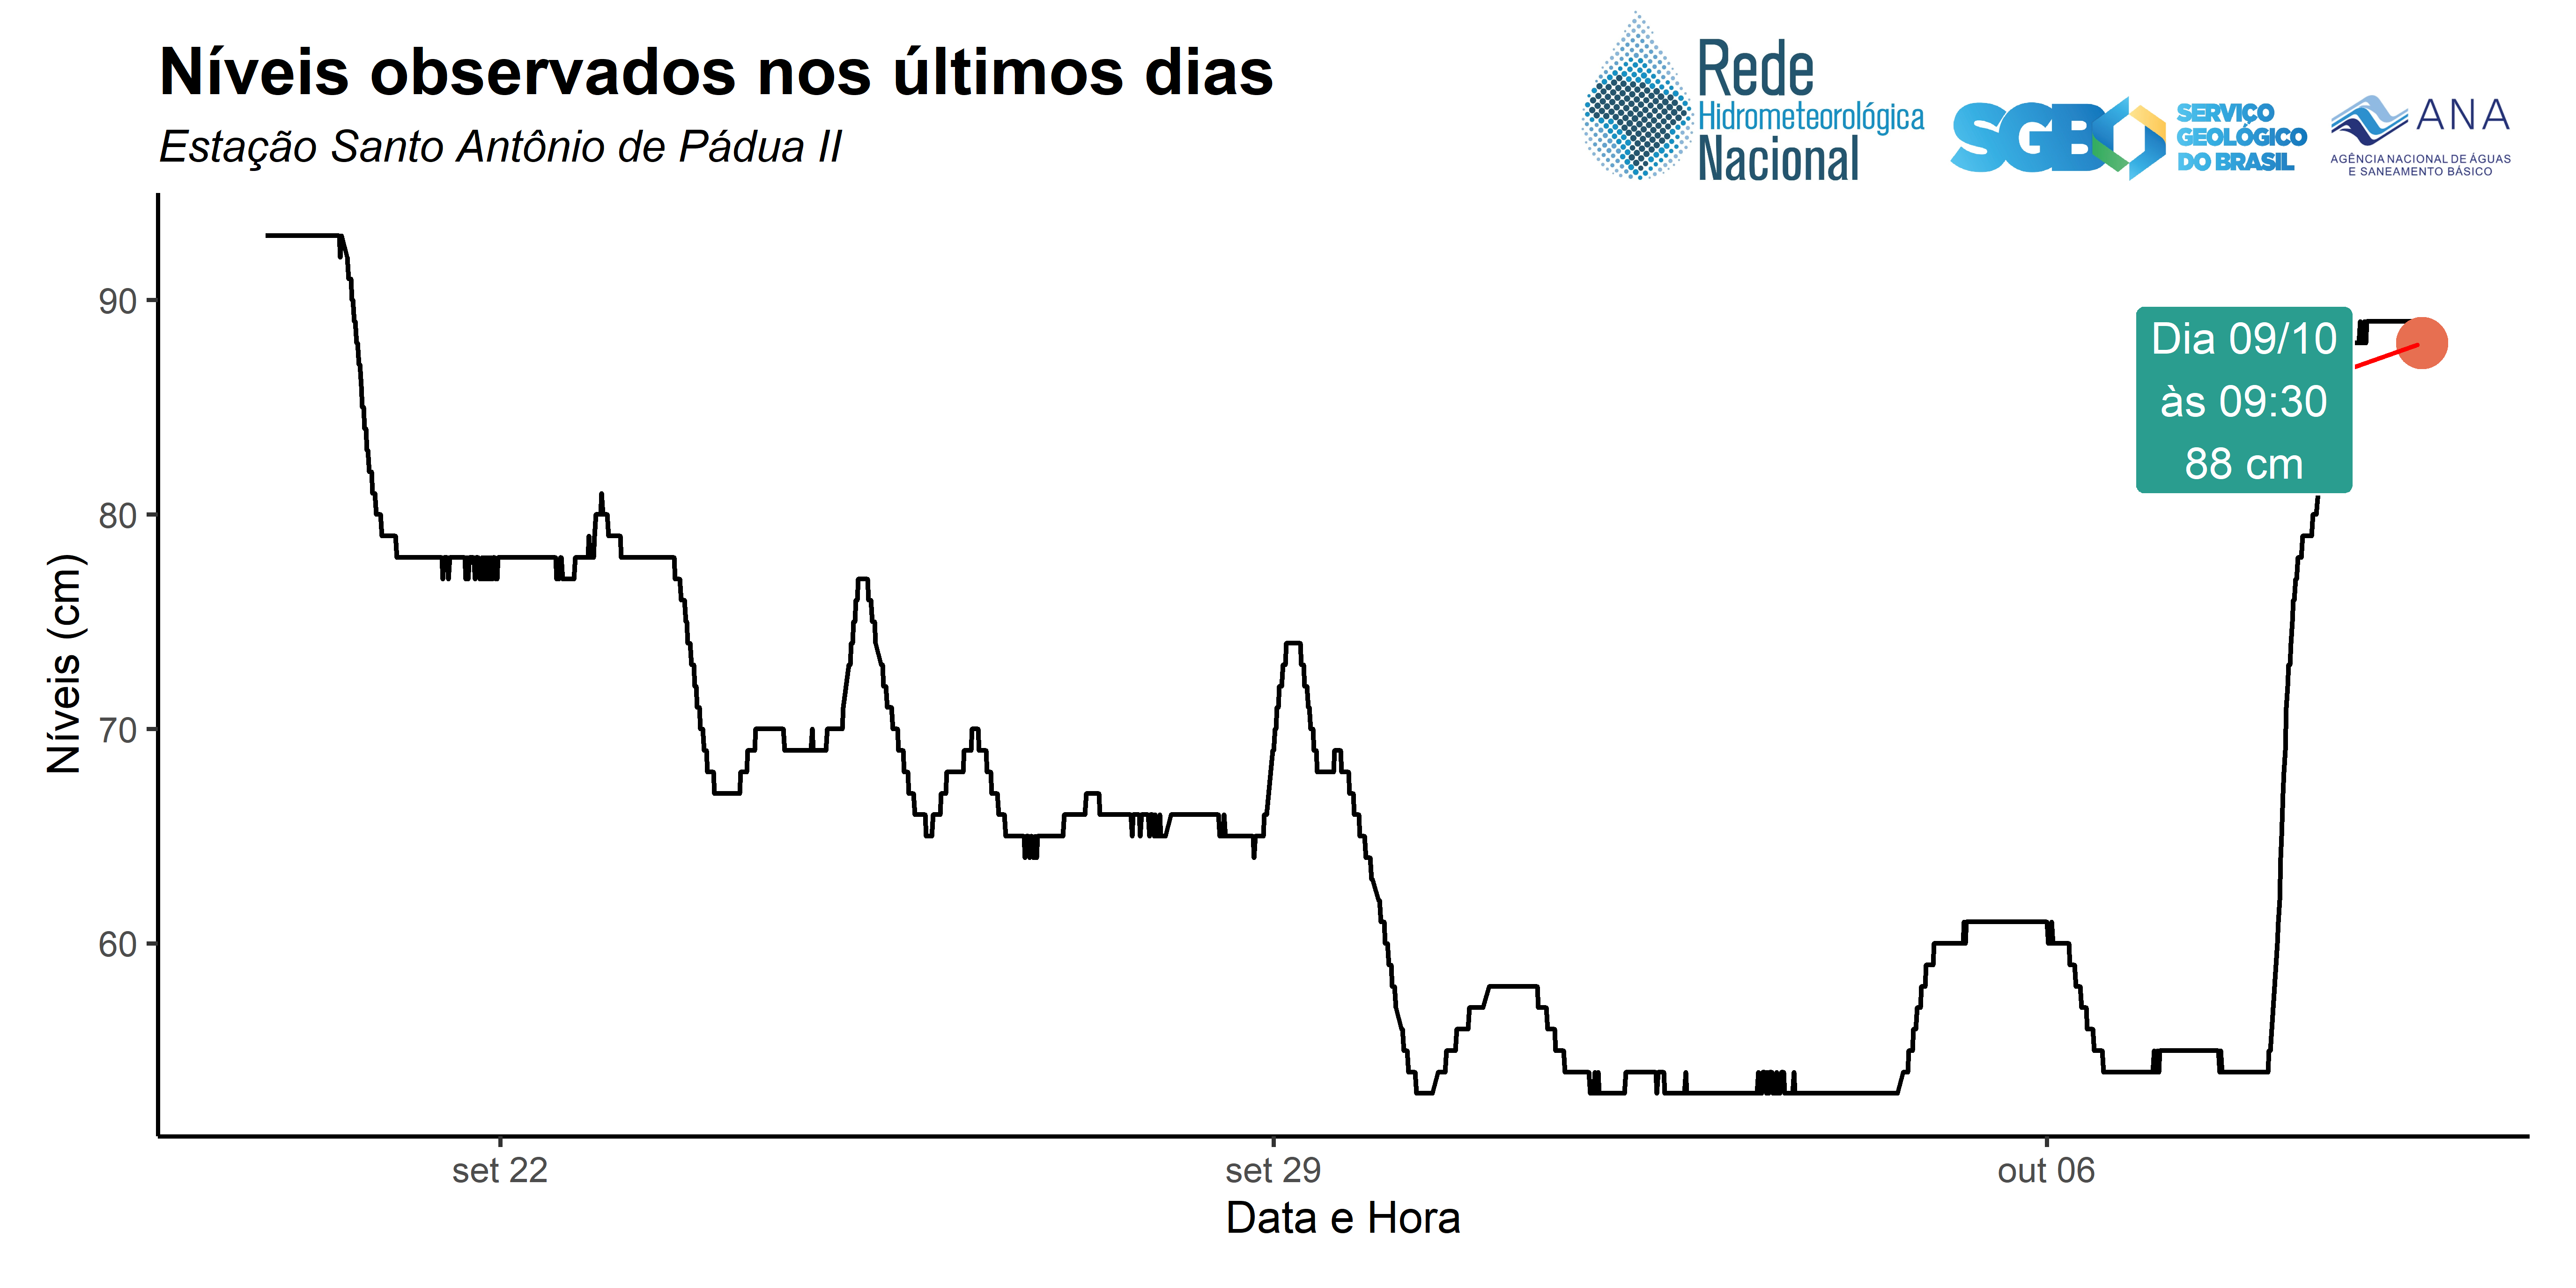 Níveis observados nos últimos dias
Estação Santo Antônio de Pádua II
Rede
Hidrometeorológica
Nacional
SGB
SERVIÇO
GEOLÓGICO
DO BRASIL
ANA
AGÊNCIA NACIONAL DE ÁGUAS
E SANEAMENTO BÁSICO
Níveis (cm)
90
80
70
60
Dia 09/10
às 09:30
88 cm
set 22
set 29
out 06
Data e Hora